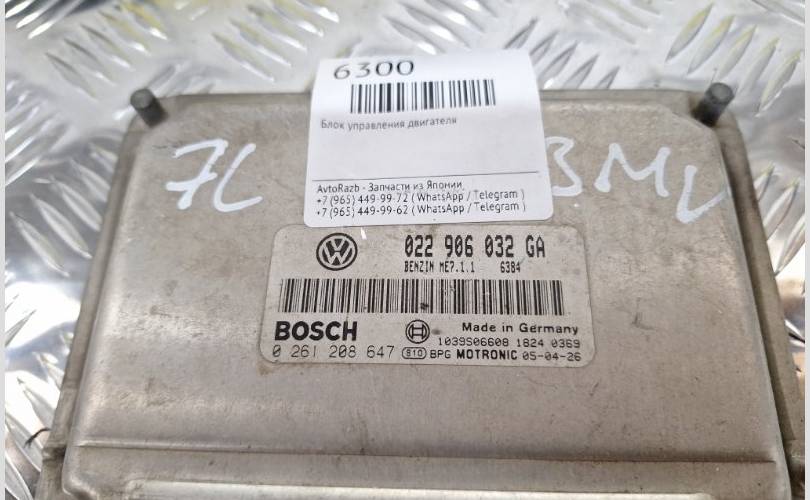 6300
Блок управления двигателя
AvtoRazb - Запчасти из Японии,
+7 (965) 449-99-72 ( WhatsApp / Telegram )
+7 (965) 449-99-62 ( WhatsApp / Telegram )
7L
3MV
VW 022 906 032 GA
BENZIN ME7.1.1 6384
BOSCH Made in Germany
1039S06608 1824 0369
0 261 208 647 810 BPG MOTRONIC 05-04-26